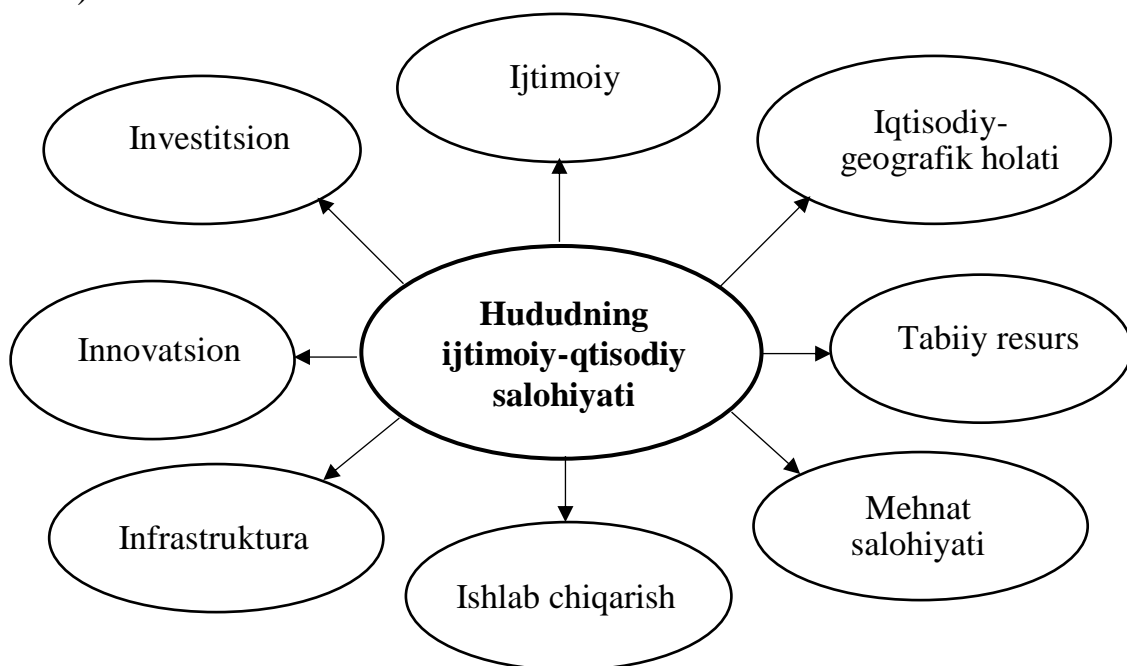 )
Ijtimoiy
Investitsion
Iqtisodiy-
geografik holati
Hududning
ijtimoiy-qtisodiy
salohiyati
Innovatsion
Tabiiy resurs
Infrastruktura
Mehnat
salohiyati
Ishlab chiqarish